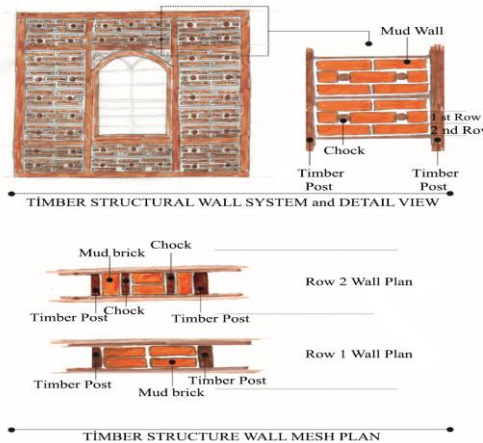 Mud Wall
1 st Row
2 nd Row
Chock
Timber
Post
Timber
Post
TİMBER STRUCTURAL WALL SYSTEM and DETAIL VIEW
Chock
Mud brick
Row 2 Wall Plan
Timber Post
Chock
Timber Post
Row 1 Wall Plan
Timber Post
Timber Post
Mud brick
TİMBER STRUCTURE WALL MESH PLAN